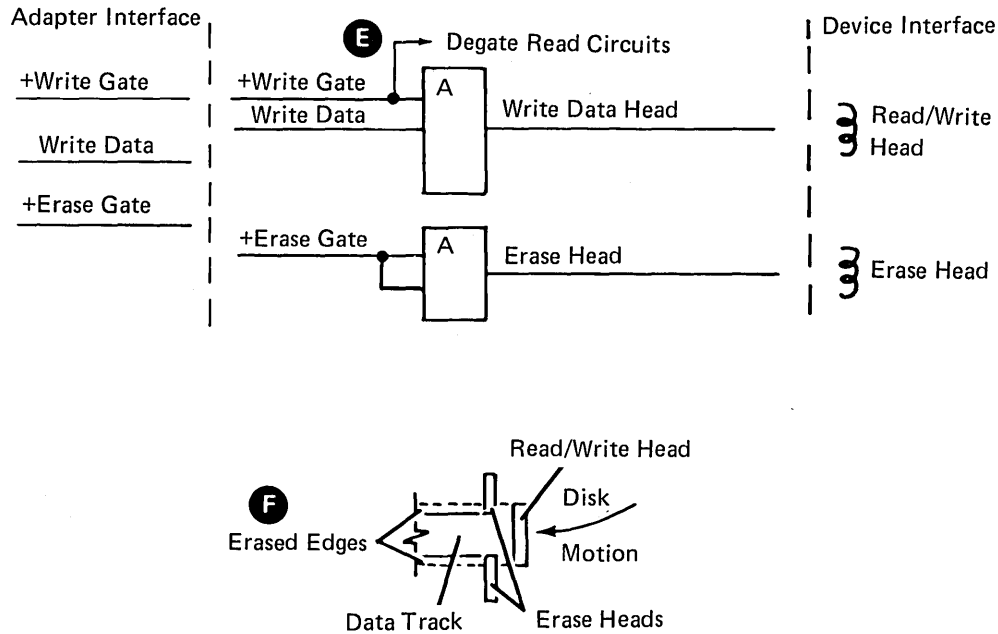 Adapter Interface
Device Interface
E
Degate Read Circuits
+Write Gate
+Write Gate
A
Write Data
Write Data Head
Read/Write
Head
Write Data
+Erase Gate
+Erase Gate
A
Erase Head
Erase Head
Read/Write Head
F
Disk
Erased Edges
Motion
Data Track
Erase Heads